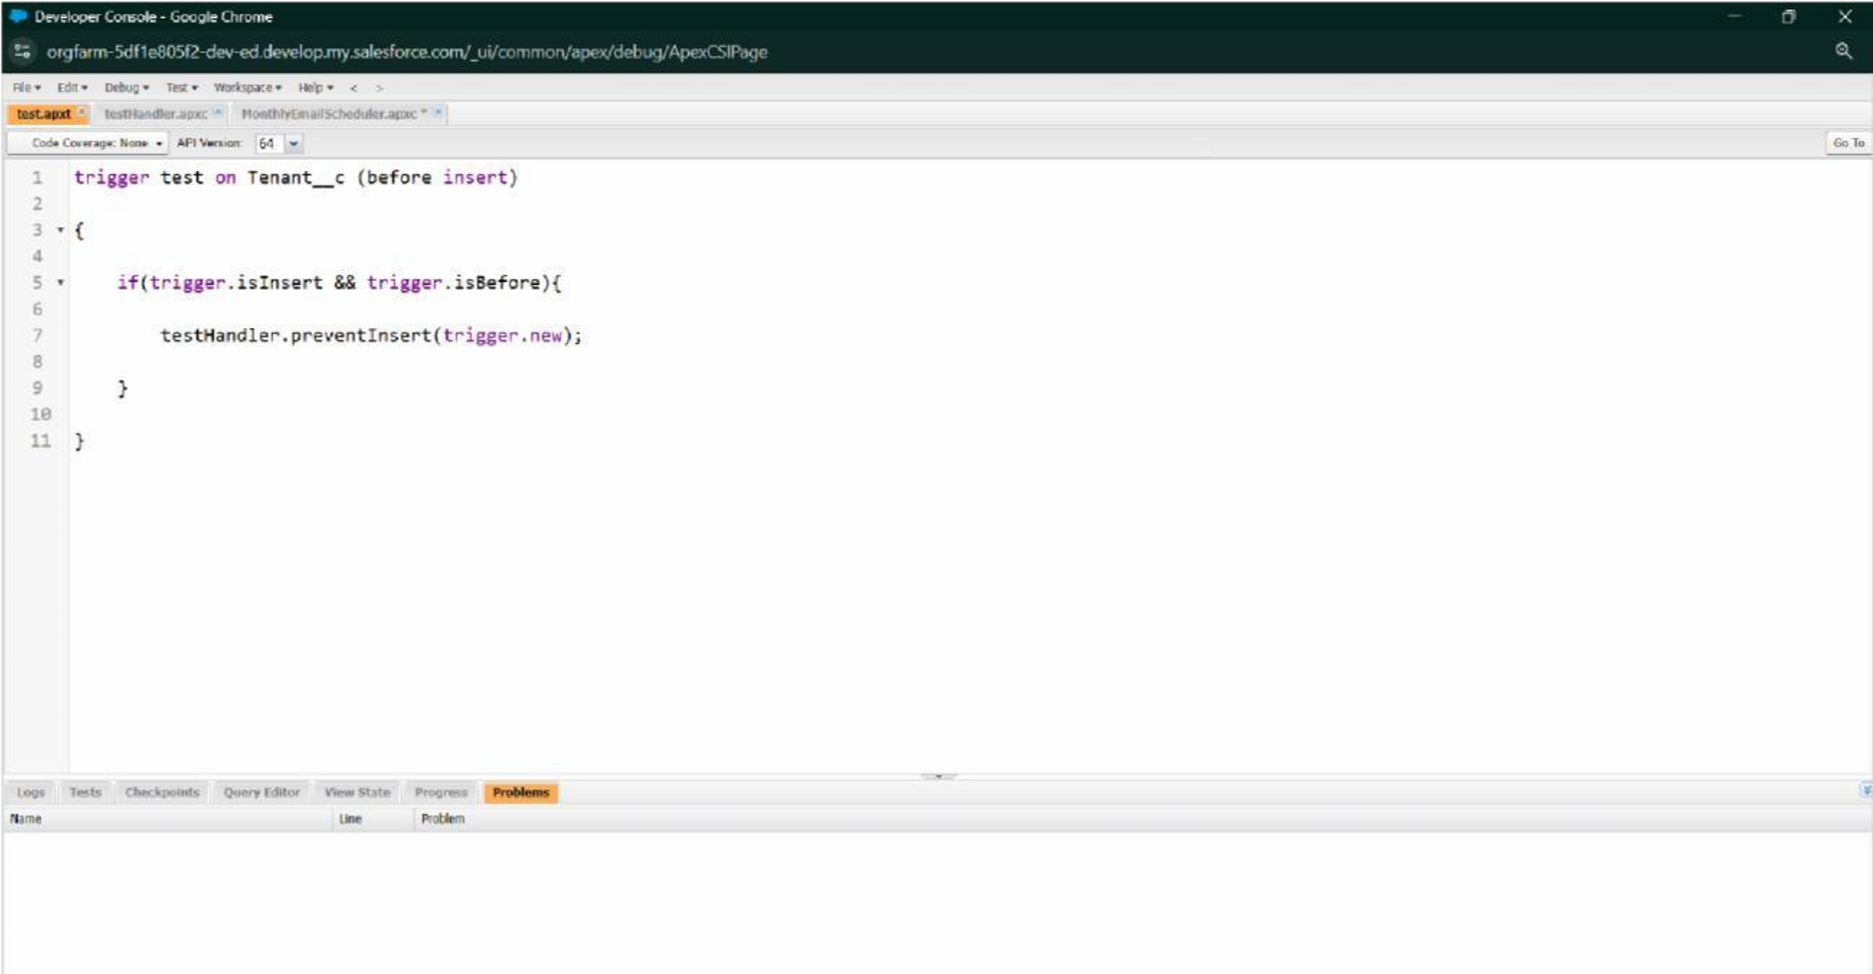 Developer Console - Google Chrome
orgfarm-5df1e805f2-dev-ed.develop.my.salesforce.com/_ui/common/apex/debug/ApexCSIPage
File Edit Debug Test Workspace Help < >
test.apxt testHandler.apxc MonthlyEmailScheduler.apxc *
Code Coverage: None API Version: 64 Go To
1 trigger test on Tenant__c (before insert)
2
3 {
4
5 if(trigger.isInsert && trigger.isBefore){
6
7 testHandler.preventInsert(trigger.new);
8
9 }
10
11 }
Logs Tests Checkpoints Query Editor View State Progress Problems
Name Line Problem